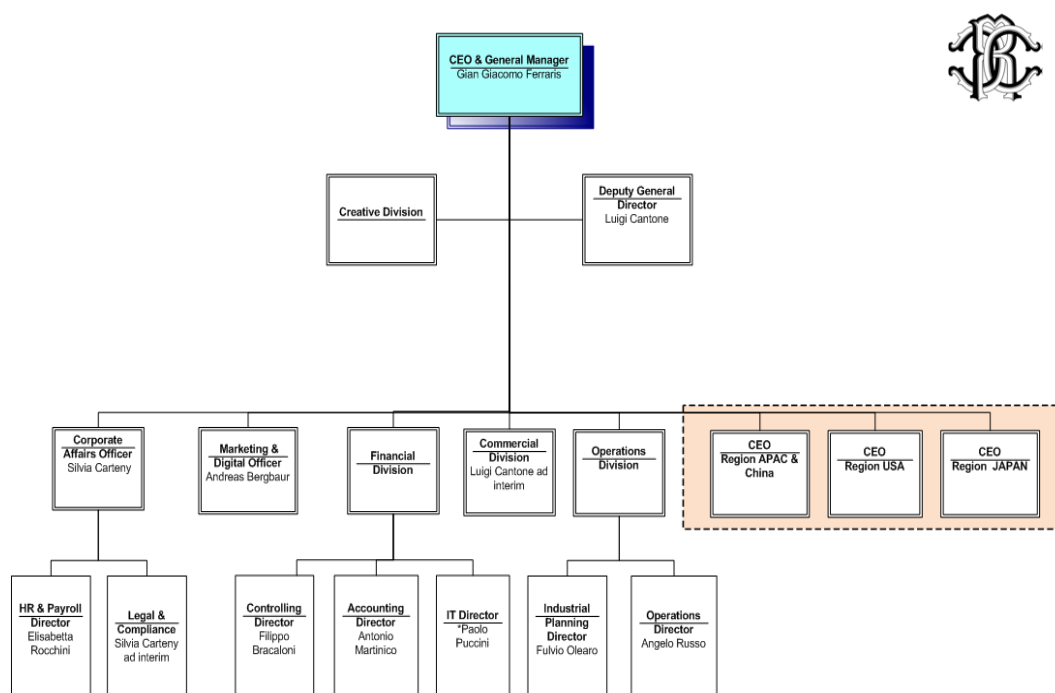 CEO & General Manager
Gian Giacomo Ferraris
Creative Division
Deputy General
Director
Luigi Cantone
Corporate
Affairs Officer
Silvia Carteny
Marketing &
Digital Officer
Andreas Bergbaur
Financial
Division
Commercial
Division
Luigi Cantone ad
interim
Operations
Division
CEO
Region APAC &
China
CEO
Region USA
CEO
Region JAPAN
HR & Payroll
Director
Elisabetta
Rocchini
Legal &
Compliance
Silvia Carteny
ad interim
Controlling
Director
Filippo
Bracaloni
Accounting
Director
Antonio
Martinico
IT Director
*Paolo
Puccini
Industrial
Planning
Director
Fulvio Olearo
Operations
Director
Angelo Russo